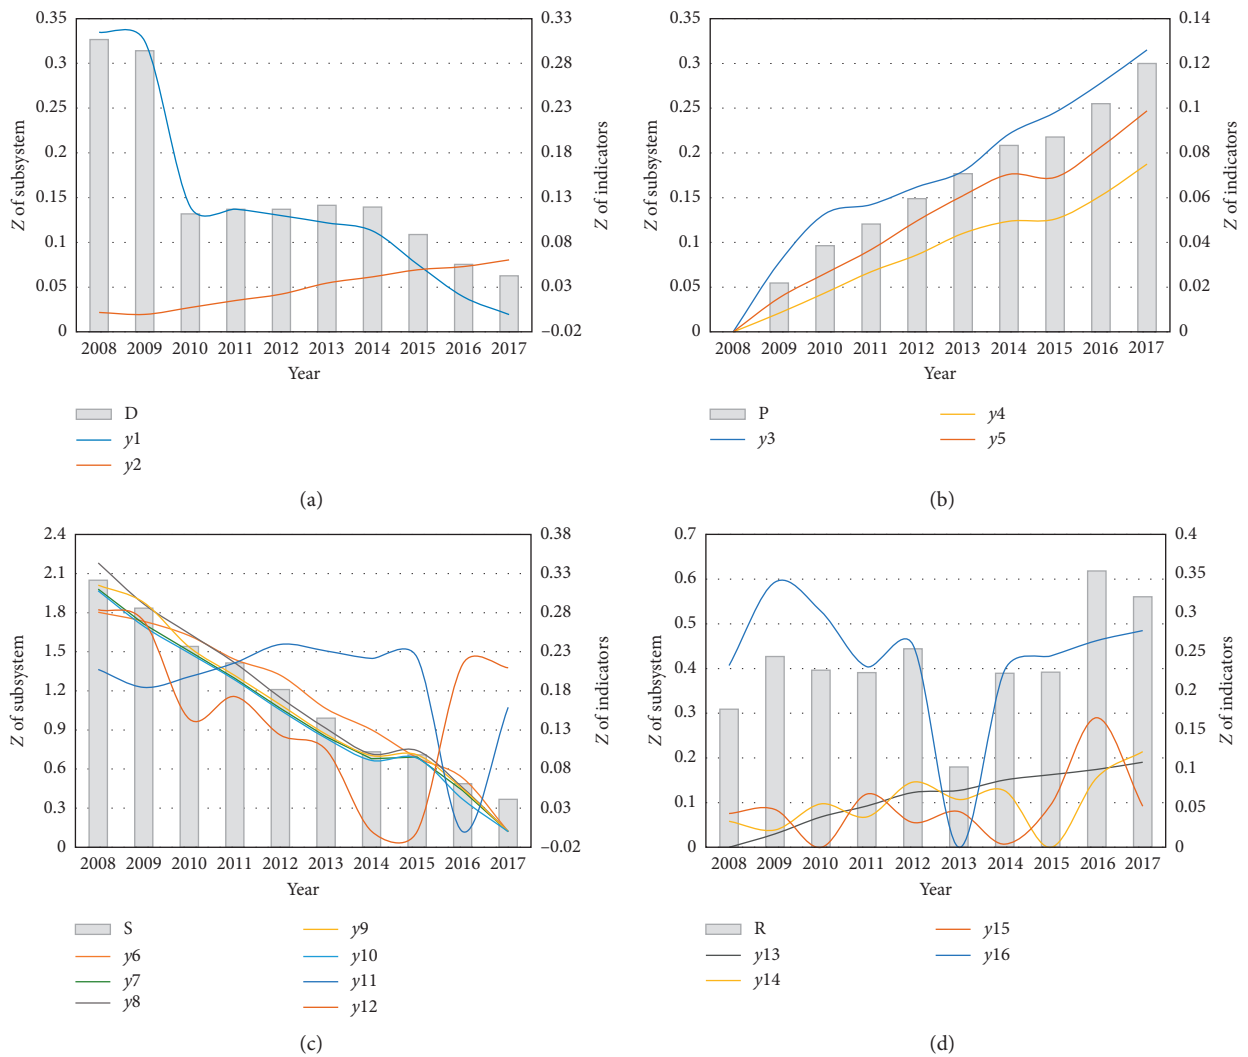 0.35
0.3
0.25
0.2
0.15
0.1
0.05
0
Z of subsystem
0.33
0.28
0.23
0.18
0.13
0.08
0.03
–0.02
Z of indicators
2008 2009 2010 2011 2012 2013 2014 2015 2016 2017
Year
D
y1
y2
(a)
0.35
0.3
0.25
0.2
0.15
0.1
0.05
0
Z of subsystem
0.14
0.12
0.1
0.08
0.06
0.04
0.02
0
Z of indicators
2008 2009 2010 2011 2012 2013 2014 2015 2016 2017
Year
P
y3
y4
y5
(b)
2.4
2.1
1.8
1.5
1.2
0.9
0.6
0.3
0
Z of subsystem
0.38
0.33
0.28
0.23
0.18
0.13
0.08
0.03
–0.02
Z of indicators
2008 2009 2010 2011 2012 2013 2014 2015 2016 2017
Year
S
y6
y7
y8
y9
y10
y11
y12
(c)
0.7
0.6
0.5
0.4
0.3
0.2
0.1
0
Z of subsystem
0.4
0.35
0.3
0.25
0.2
0.15
0.1
0.05
0
Z of indicators
2008 2009 2010 2011 2012 2013 2014 2015 2016 2017
Year
R
y13
y14
y15
y16
(d)